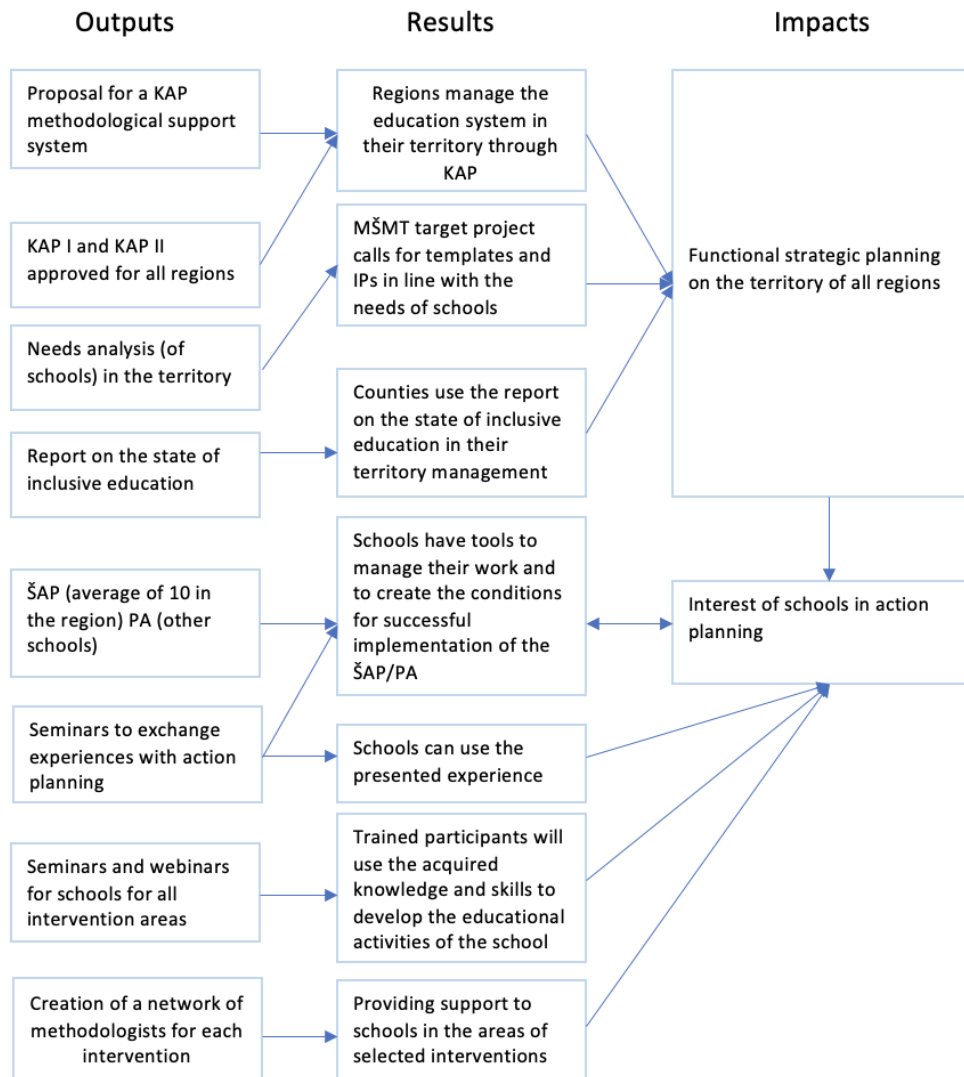 Outputs
Results
Impacts
Proposal for a KAP
methodological support
system
KAP I and KAP II
approved for all regions
Needs analysis (of
schools) in the territory
Report on the state of
inclusive education
ŠAP (average of 10 in
the region) PA (other
schools)
Seminars to exchange
experiences with action
planning
Seminars and webinars
for schools for all
intervention areas
Creation of a network of
methodologists for each
intervention
Regions manage the
education system in
their territory through
KAP
MŠMT target project
calls for templates and
IPs in line with the
needs of schools
Counties use the report
on the state of inclusive
education in their
territory management
Schools have tools to
manage their work and
to create the conditions
for successful
implementation of the
ŠAP/PA
Schools can use the
presented experience
Trained participants will
use the acquired
knowledge and skills to
develop the educational
activities of the school
Providing support to
schools in the areas of
selected interventions
Functional strategic planning
on the territory of all regions
Interest of schools in action
planning